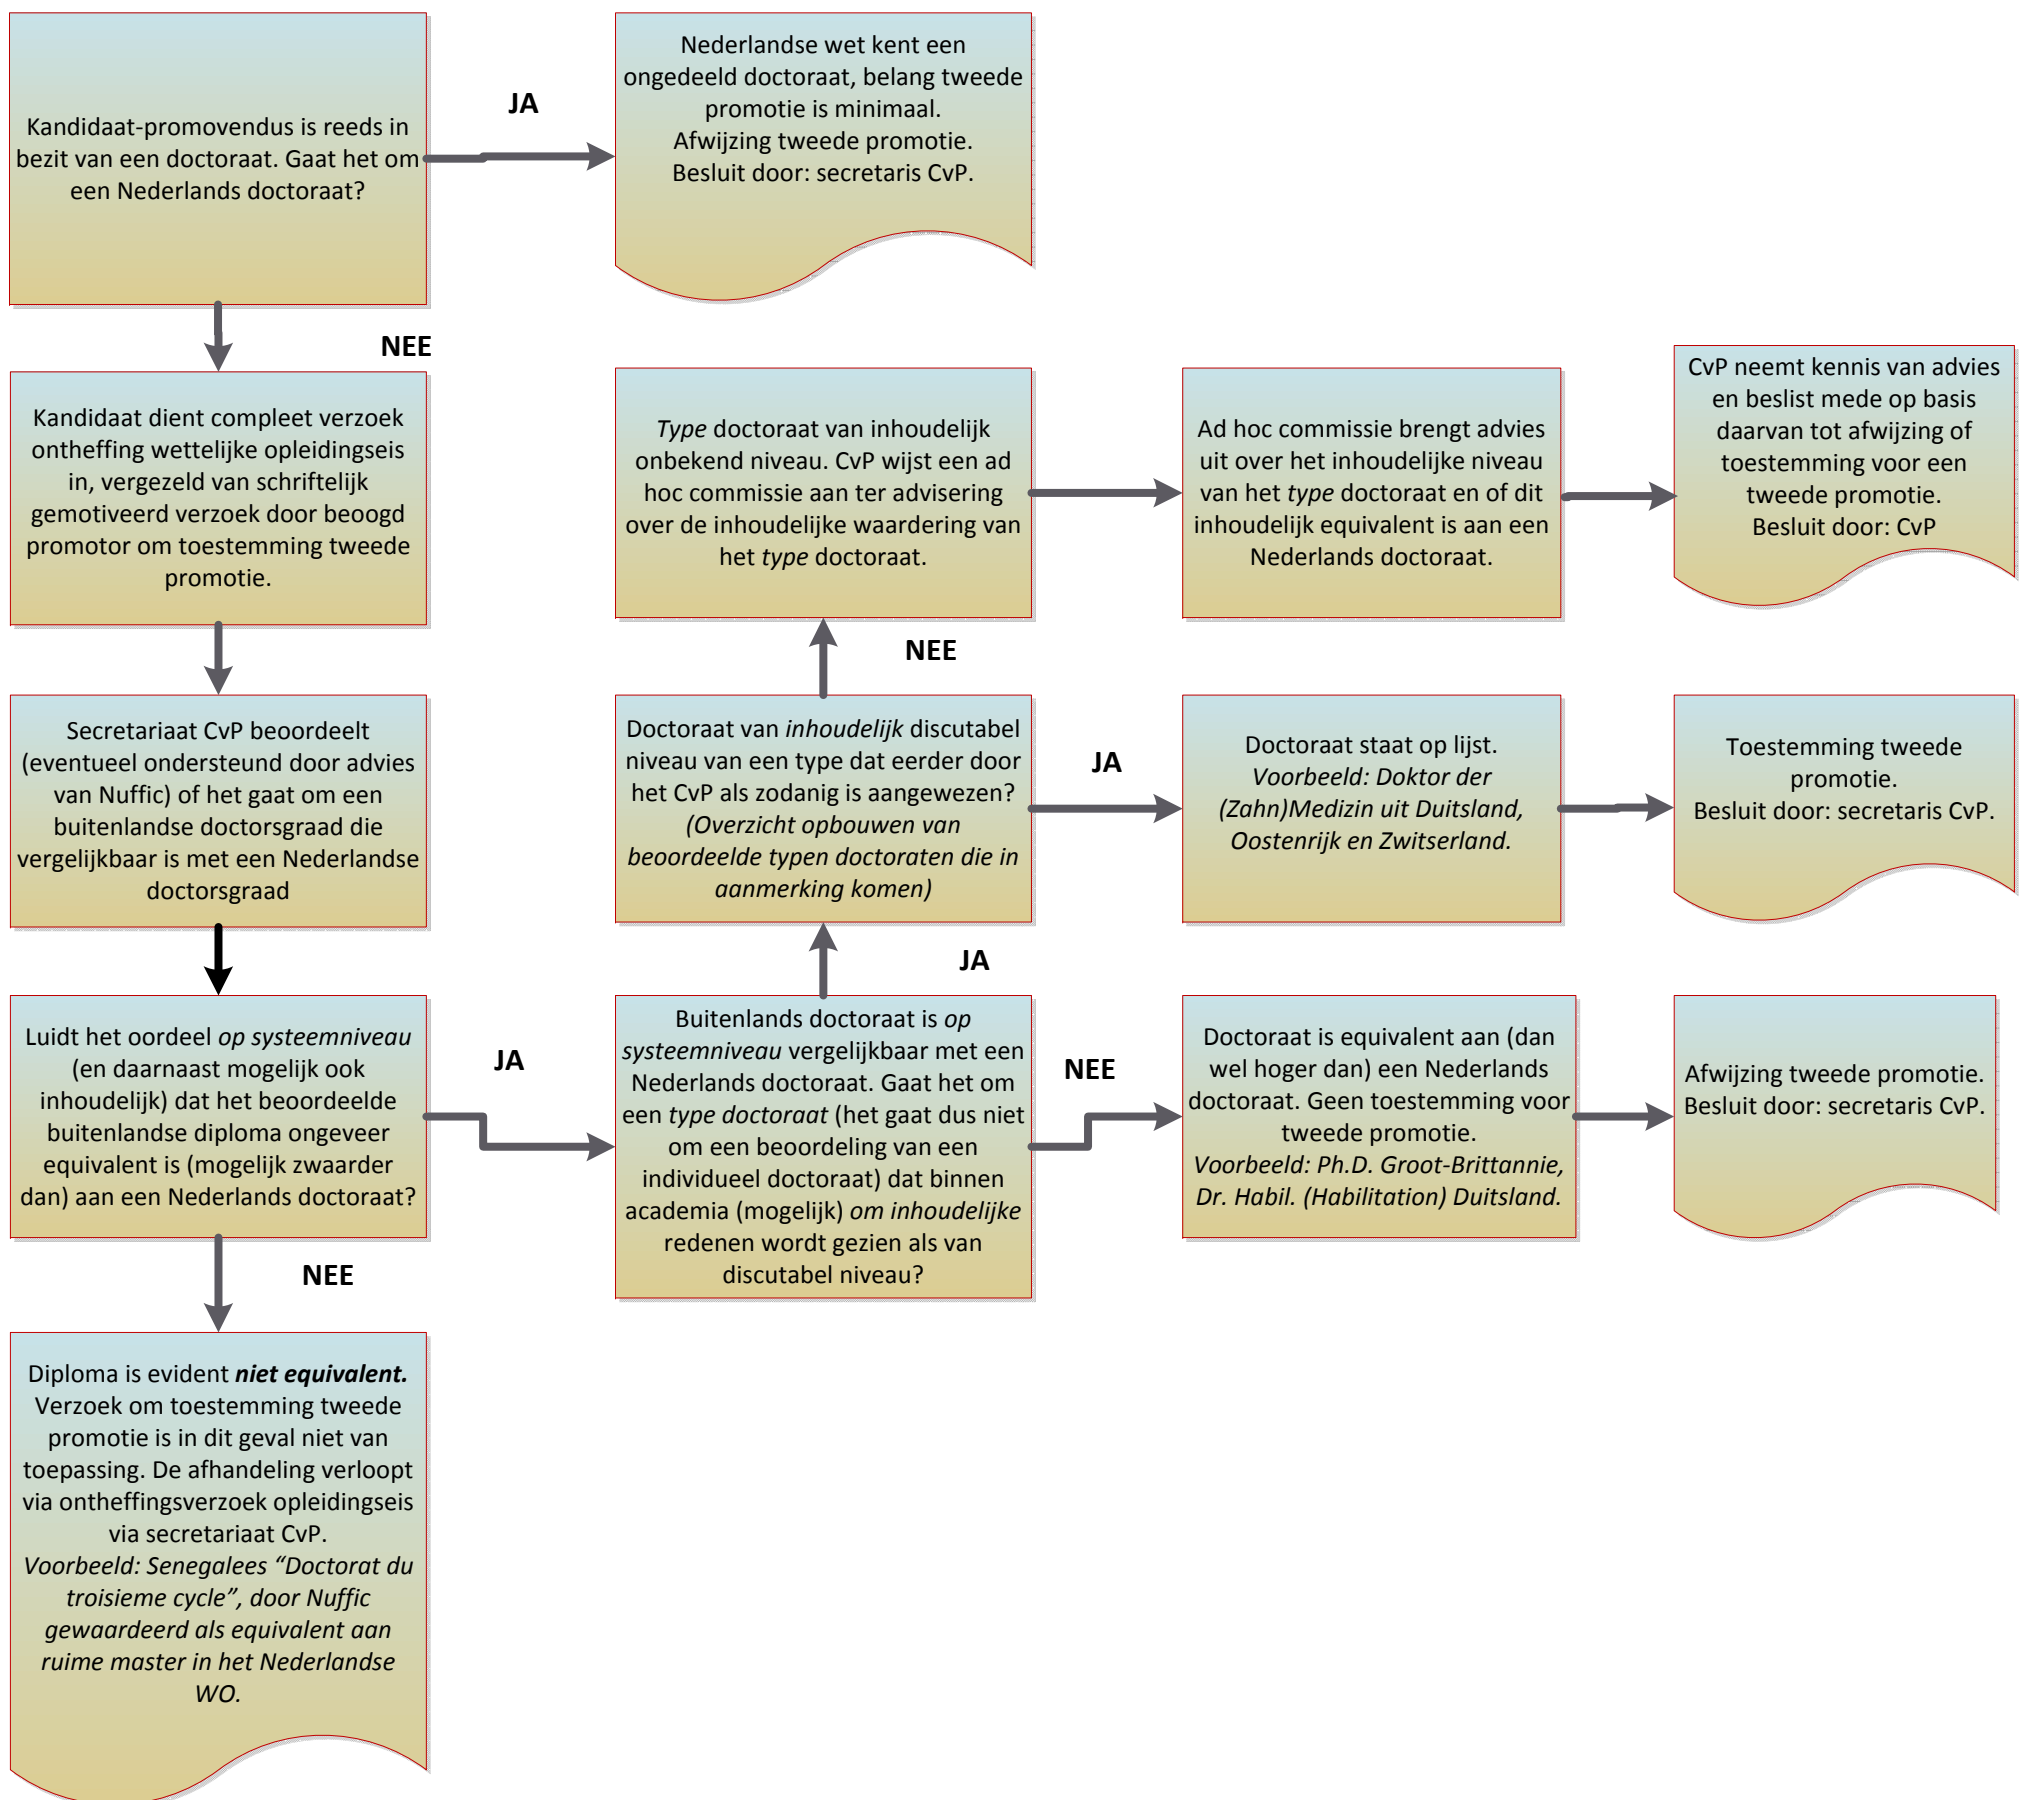 Kandidaat-promovendus is reeds in
bezit van een doctoraat. Gaat het om
een Nederlands doctoraat?
JA
Nederlandse wet kent een
ongedeeld doctoraat, belang tweede
promotie is minimaal.
Afwijzing tweede promotie.
Besluit door: secretaris CvP.
NEE
Kandidaat dient compleet verzoek
ontheffing wettelijke opleidingseis
in, vergezeld van schriftelijk
gemotiveerd verzoek door beoogd
promotor om toestemming tweede
promotie.
Type doctoraat van inhoudelijk
onbekend niveau. CvP wijst een ad
hoc commissie aan ter advisering
over de inhoudelijke waardering van
het type doctoraat.
Ad hoc commissie brengt advies
uit over het inhoudelijke niveau
van het type doctoraat en of dit
inhoudelijk equivalent is aan een
Nederlands doctoraat.
CvP neemt kennis van advies
en beslist mede op basis
daarvan tot afwijzing of
toestemming voor een
tweede promotie.
Besluit door: CvP
NEE
Secretariaat CvP beoordeelt
(eventueel ondersteund door advies
van Nuffic) of het gaat om een
buitenlandse doctorsgraad die
vergelijkbaar is met een Nederlandse
doctorsgraad
Doctoraat van inhoudelijk discutabel
niveau van een type dat eerder door
het CvP als zodanig is aangewezen?
(Overzicht opbouwen van
beoordeelde typen doctoraten die in
aanmerking komen)
JA
Doctoraat staat op lijst.
Voorbeeld: Doktor der
(Zahn)Medizin uit Duitsland,
Oostenrijk en Zwitserland.
Toestemming tweede
promotie.
Besluit door: secretaris CvP.
JA
Luidt het oordeel op systeemniveau
(en daarnaast mogelijk ook
inhoudelijk) dat het beoordeelde
buitenlandse diploma ongeveer
equivalent is (mogelijk zwaarder
dan) aan een Nederlands doctoraat?
JA
Buitenlands doctoraat is op
systeemniveau vergelijkbaar met een
Nederlands doctoraat. Gaat het om
een type doctoraat (het gaat dus niet
om een beoordeling van een
individueel doctoraat) dat binnen
academia (mogelijk) om inhoudelijke
redenen wordt gezien als van
discutabel niveau?
NEE
Doctoraat is equivalent aan (dan
wel hoger dan) een Nederlands
doctoraat. Geen toestemming voor
tweede promotie.
Voorbeeld: Ph.D. Groot-Brittannie,
Dr. Habil. (Habilitation) Duitsland.
Afwijzing tweede promotie.
Besluit door: secretaris CvP.
NEE
Diploma is evident niet equivalent.
Verzoek om toestemming tweede
promotie is in dit geval niet van
toepassing. De afhandeling verloopt
via ontheffingsverzoek opleidingseis
via secretariaat CvP.
Voorbeeld: Senegalees “Doctorat du
troisieme cycle”, door Nuffic
gewaardeerd als equivalent aan
ruime master in het Nederlandse
WO.